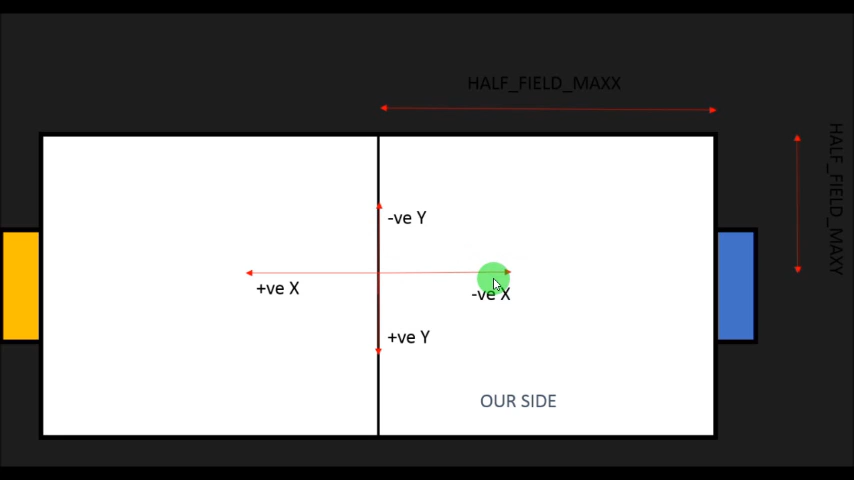 HALF_FIELD_MAXX
HALF_FIELD_MAXY
-ve Y
+ve X
-ve X
+ve Y
OUR SIDE